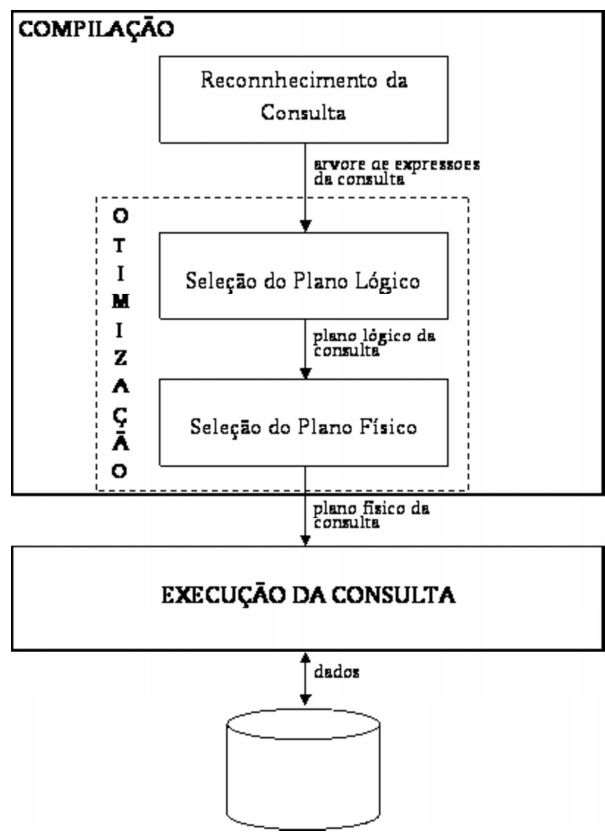 COMPILAÇÃO
Reconnhecimento da
Consulta
arvore de expressoes
da consulta
O
T
I
M
I
Z
A
Ç
Ã
O
Seleção do Plano Lógico
plano lógico da
consulta
Seleção do Plano Físico
plano físico da
consulta
EXECUÇÃO DA CONSULTA
dados